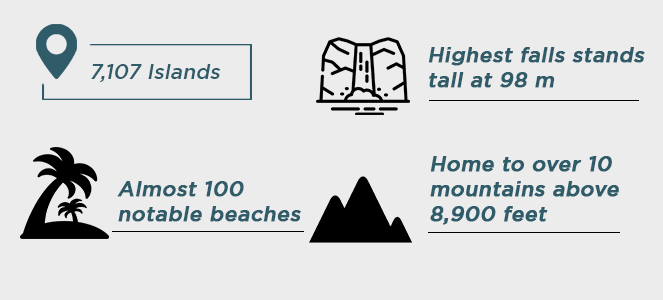 7,107 Islands
Highest falls stands
tall at 98 m
Almost 100
notable beaches
Home to over 10
mountains above
8,900 feet